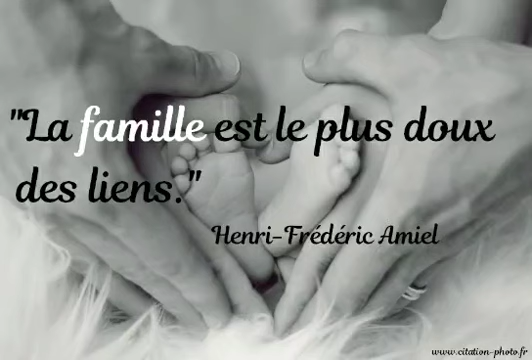 "La famille est le plus doux
des liens."
Henri-Frédéric Amiel
www.citation-photo.fr